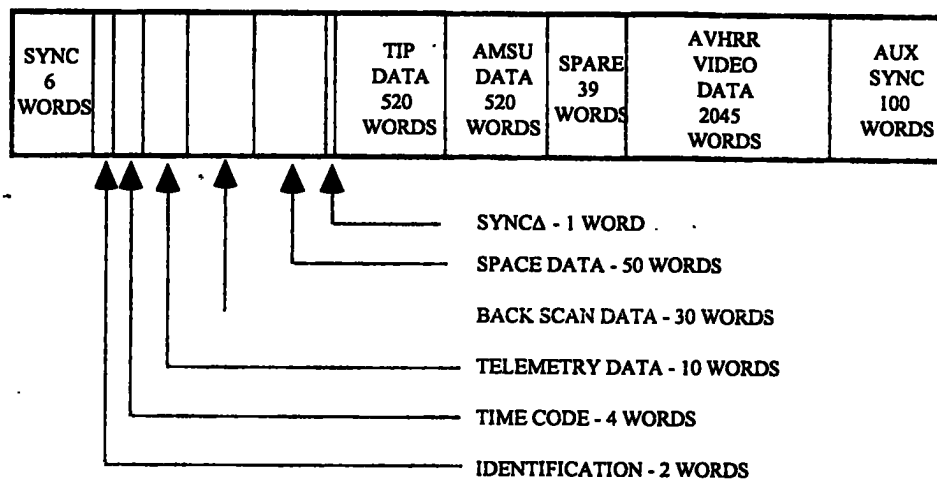 SYNC
6
WORDS
TIP
DATA
520
WORDS
AMSU
DATA
520
WORDS
SPARE
39
WORDS
AVHRR
VIDEO
DATA
2045
WORDS
AUX
SYNC
100
WORDS
SYNCΔ - 1 WORD
SPACE DATA - 50 WORDS
BACK SCAN DATA - 30 WORDS
TELEMETRY DATA - 10 WORDS
TIME CODE - 4 WORDS
IDENTIFICATION - 2 WORDS